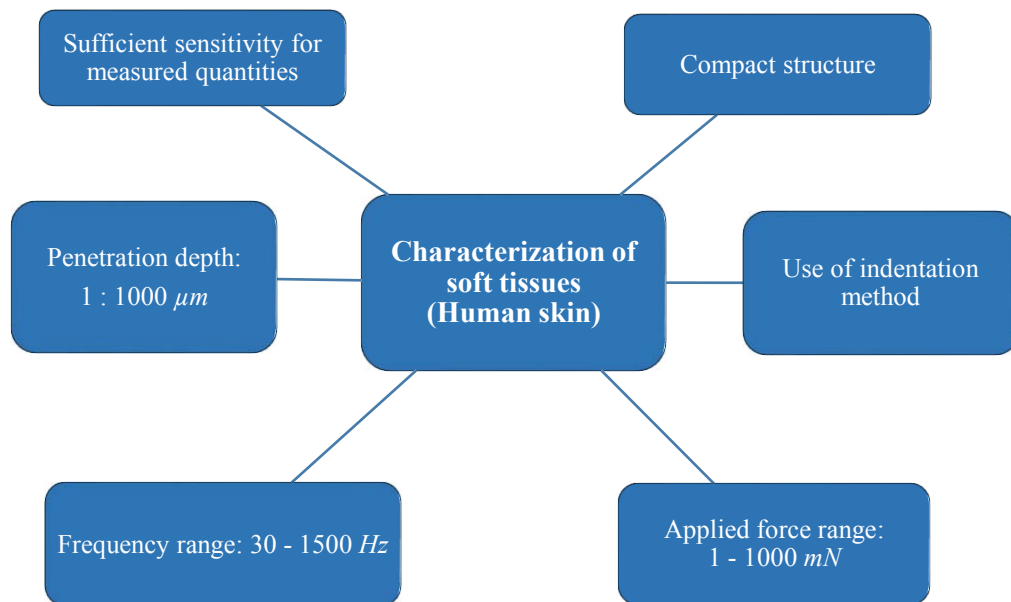 Sufficient sensitivity for
measured quantities
Compact structure
Penetration depth:
1 : 1000 µm
Characterization of
soft tissues
(Human skin)
Use of indentation
method
Frequency range: 30 - 1500 Hz
Applied force range:
1 - 1000 mN